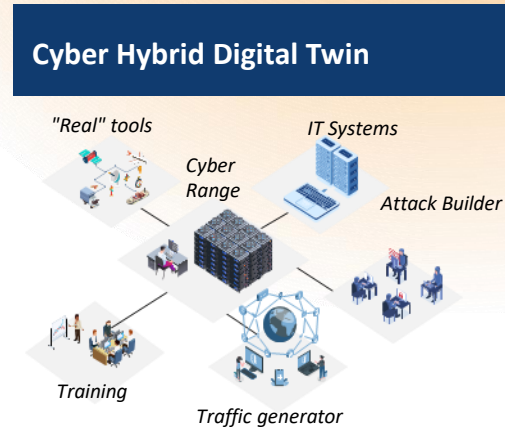 Cyber Hybrid Digital Twin
"Real" tools
IT Systems
Cyber
Range
Attack Builder
Training
Traffic generator